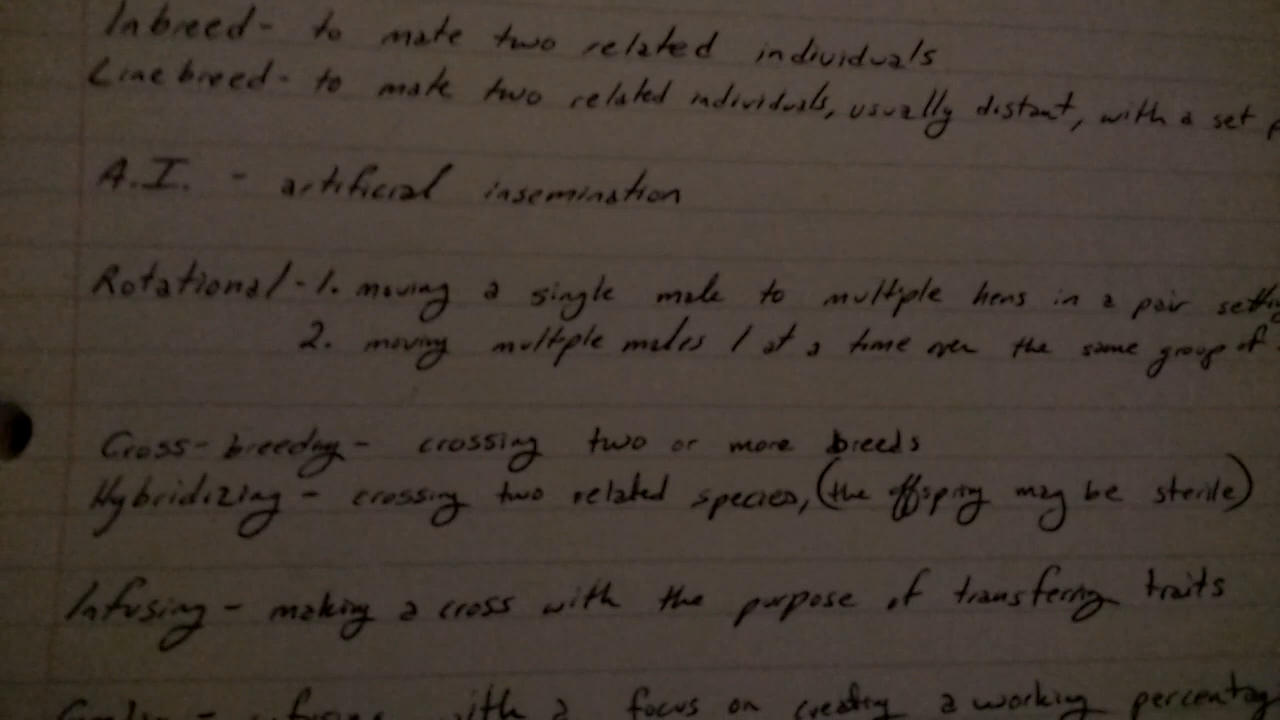 Inbreed - to mate two related individuals
Line breed - to mate two related individuals, usually distant, with a set
A.I. - artificial insemination
Rotational - 1. moving a single male to multiple hens in a pair
2. moving multiple males 1 at a time over the same group of
Cross-breeding - crossing two or more breeds
Hybridizing - crossing two related species, (the offspring may be sterile)
Infusing - making a cross with the purpose of transferring traits
with a focus on creating a working